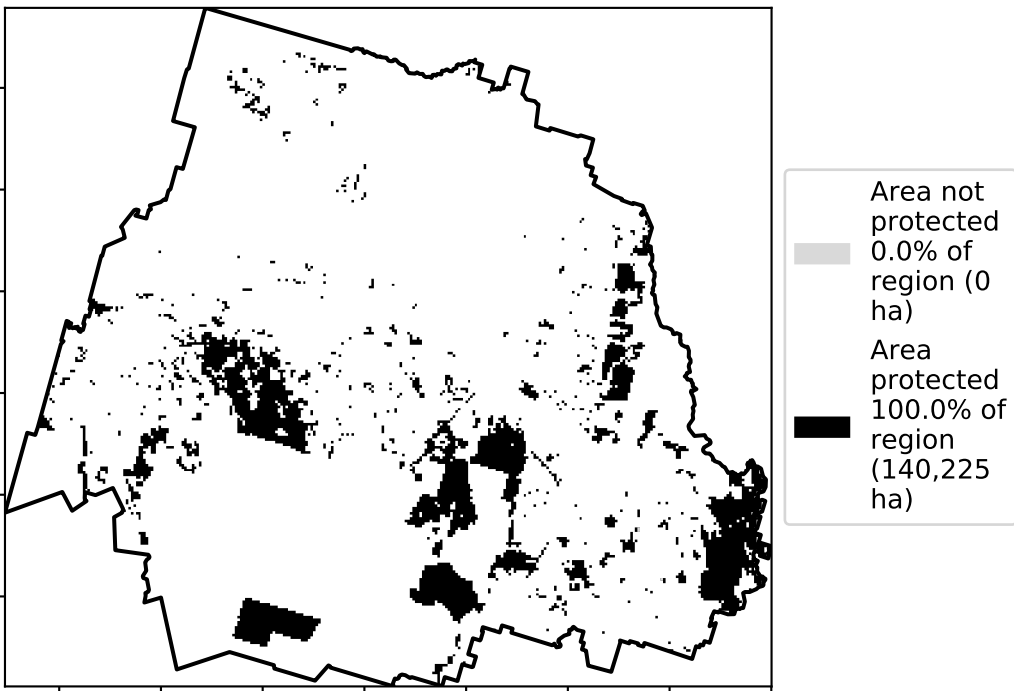 Area not
protected
0.0% of
region (0
ha)
Area
protected
100.0% of
region
(140,225
ha)